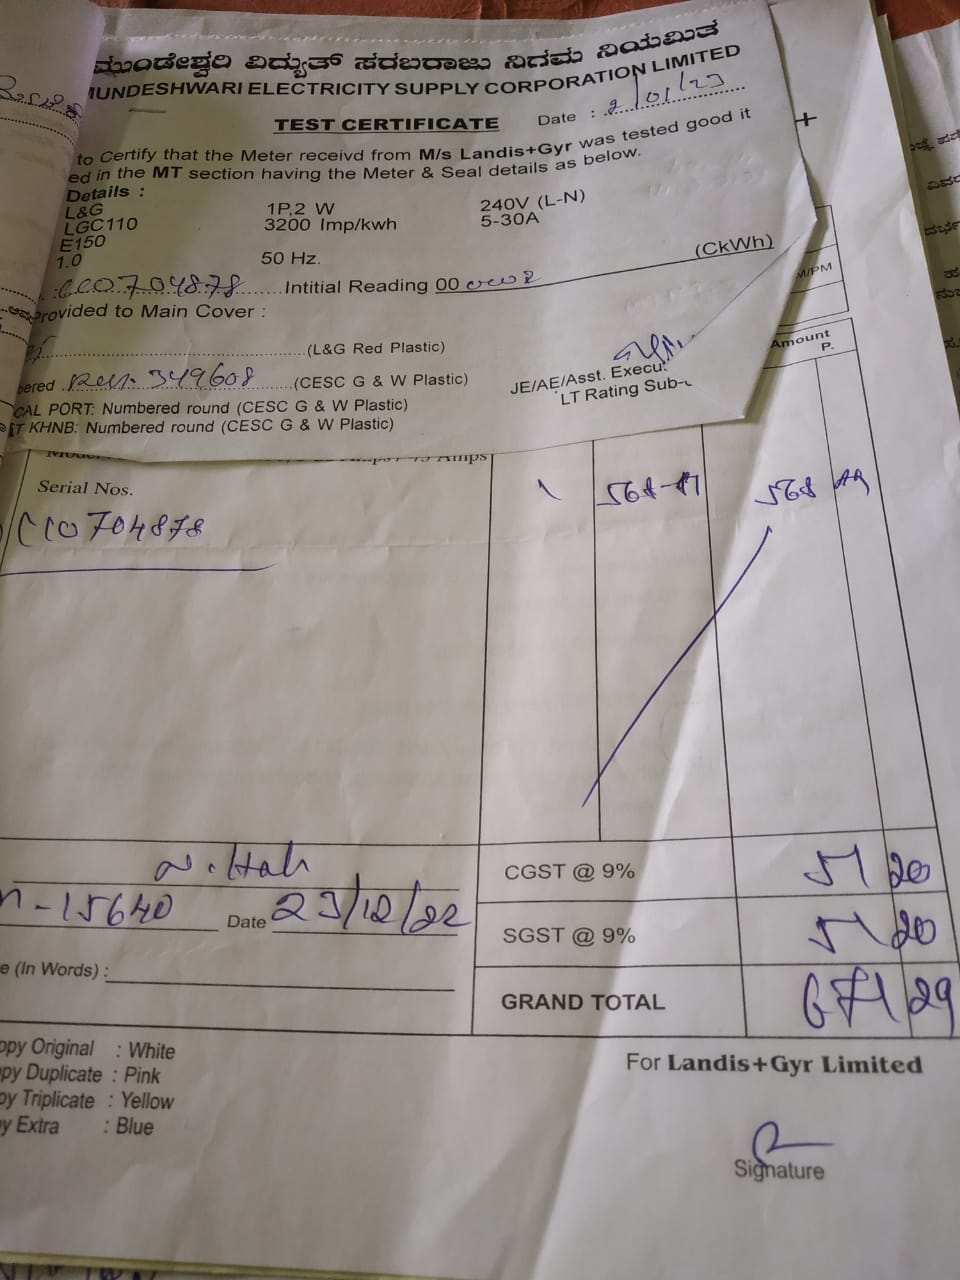 ಮುಂಡೇಶ್ವರಿ ವಿದ್ಯುತ್ ಸರಬರಾಜು ನಿಗಮ ನಿಯಮಿತ
MUNDESHWARI ELECTRICITY SUPPLY CORPORATION LIMITED
TEST CERTIFICATE Date : 2/01/23
to Certify that the Meter receivd from M/s Landis+Gyr was tested good it
ed in the MT section having the Meter & Seal details as below.
Details :
L&G 1P,2 W 240V (L-N)
LGC110 3200 Imp/kwh 5-30A
E150
1.0 50 Hz. (CkWh)
CC0704878 Intitial Reading 00
Provided to Main Cover :
(L&G Red Plastic)
bered 349608 (CESC G & W Plastic)
CAL PORT: Numbered round (CESC G & W Plastic)
T KHNB: Numbered round (CESC G & W Plastic)
JE/AE/Asst. Execut
LT Rating Sub-
M/PM
Amount
P.
Amps
Serial Nos.
CC0704878
CGST @ 9% 51 20
15640 Date 23/12/22
SGST @ 9% 51 20
e (In Words) :
GRAND TOTAL 671 29
opy Original : White
py Duplicate : Pink
py Triplicate : Yellow
y Extra : Blue
For Landis+Gyr Limited
Signature